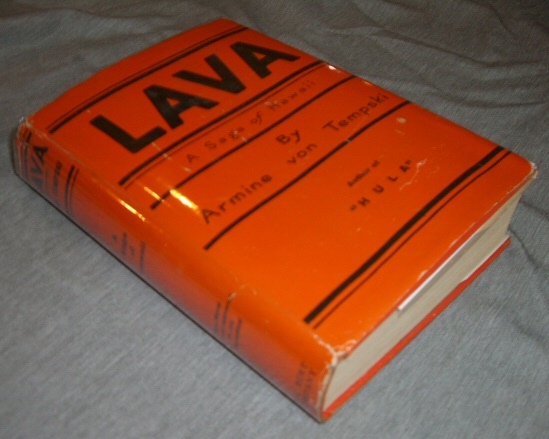 LAVA
A Saga of Hawaii
By
Armine von Tempski
Author of
"HULA"